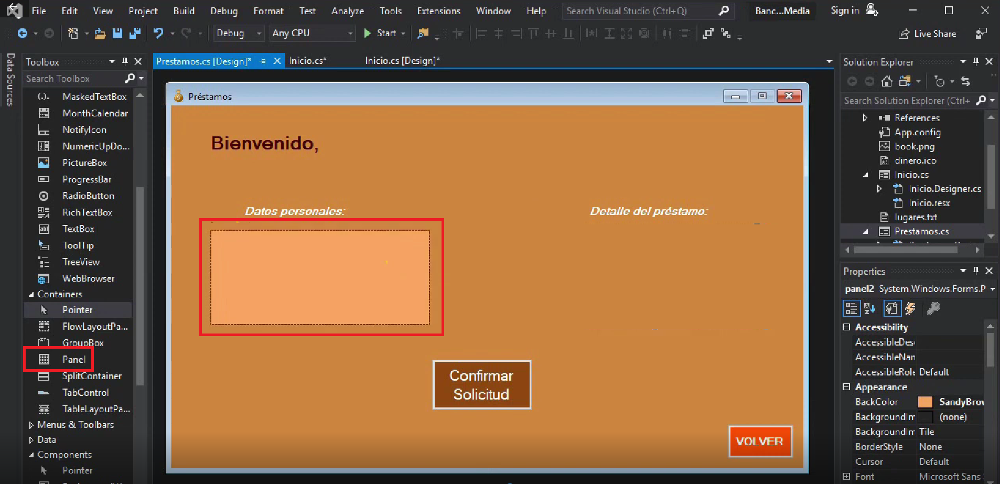 File Edit View Project Build Debug Format Test Analyze Tools Extensions Window Help Search Visual Studio (Ctrl+Q) Banc...Media Sign in
Debug Any CPU Start Live Share
Data Sources
Toolbox
Search Toolbox
MaskedTextBox
MonthCalendar
NotifyIcon
NumericUpDo...
PictureBox
ProgressBar
RadioButton
RichTextBox
TextBox
ToolTip
TreeView
WebBrowser
Containers
Pointer
FlowLayoutPa...
GroupBox
Panel
SplitContainer
TabControl
TableLayoutPa...
Menus & Toolbars
Data
Components
Pointer
Prestamos.cs [Design]* Inicio.cs* Inicio.cs [Design]*
Préstamos
Bienvenido,
Datos personales: Detalle del préstamo:
Confirmar
Solicitud
VOLVER
Solution Explorer
Search Solution Explorer (Ctrl+
References
App.config
book.png
dinero.ico
Inicio.cs
Inicio.Designer.cs
Inicio.resx
lugares.txt
Prestamos.cs
Properties
panel2 System.Windows.Forms.P
Accessibility
AccessibleDes
AccessibleNam
AccessibleRole Default
Appearance
BackColor SandyBrow
BackgroundIm (none)
BackgroundIm Tile
BorderStyle None
Cursor Default
Font Microsoft Sans